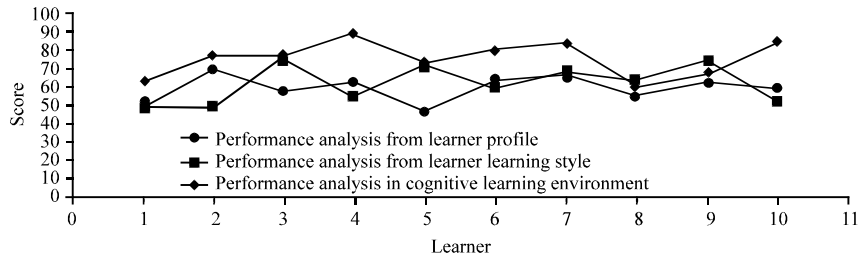 100
90
80
70
60
50
40
30
20
10
0
Score
Performance analysis from learner profile
Performance analysis from learner learning style
Performance analysis in cognitive learning environment
0 1 2 3 4 5 6 7 8 9 10 11
Learner